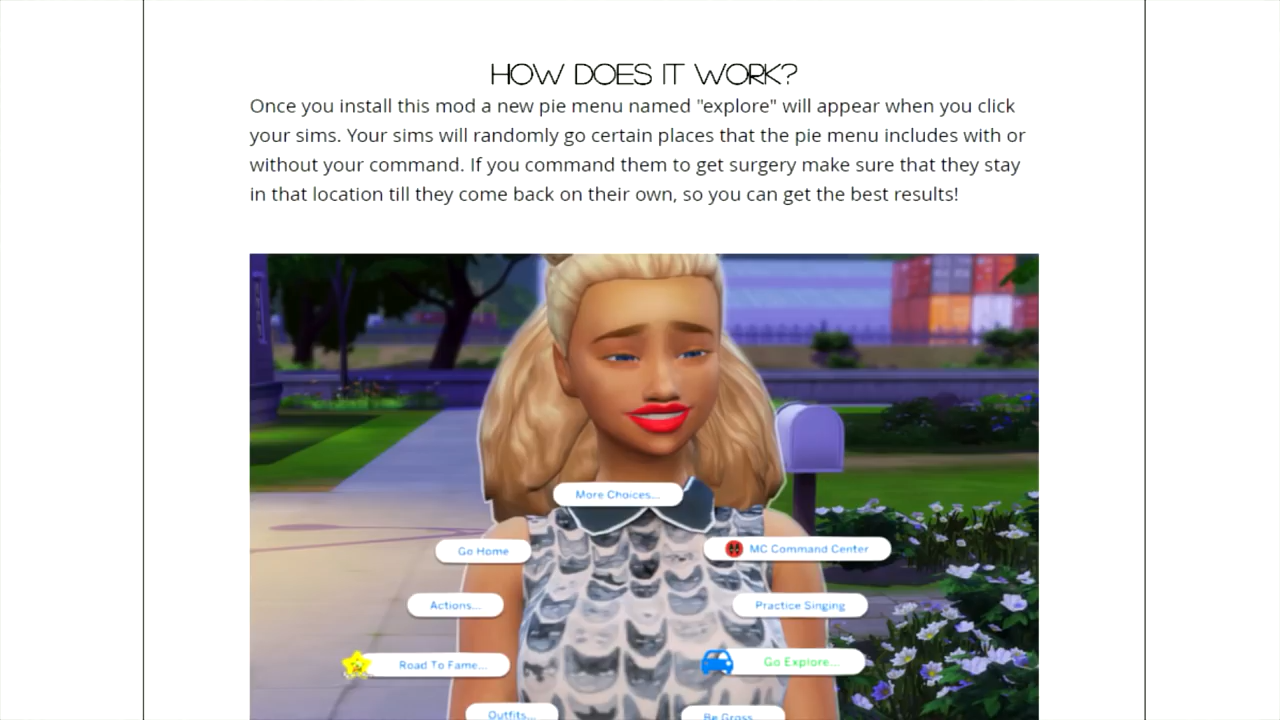 HOW DOES IT WORK?
Once you install this mod a new pie menu named "explore" will appear when you click
your sims. Your sims will randomly go certain places that the pie menu includes with or
without your command. If you command them to get surgery make sure that they stay
in that location till they come back on their own, so you can get the best results!
More Choices...
Go Home
MC Command Center
Actions...
Practice Singing
Road To Fame...
Go Explore...
Outfits...
Be Gross...